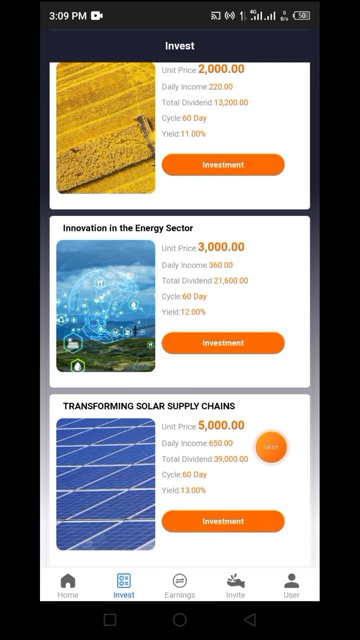 3:09 PM
4G
0
B/s
50
Invest
Unit Price:2,000.00
Daily Income:220.00
Total Dividend:13,200.00
Cycle:60 Day
Yield:11.00%
Investment
Innovation in the Energy Sector
Unit Price:3,000.00
Daily Income:360.00
Total Dividend:21,600.00
Cycle:60 Day
Yield:12.00%
Investment
TRANSFORMING SOLAR SUPPLY CHAINS
Unit Price:5,000.00
Daily Income:650.00
Total Dividend:39,000.00
Cycle:60 Day
Yield:13.00%
Investment
Home
Invest
Earnings
Invite
User